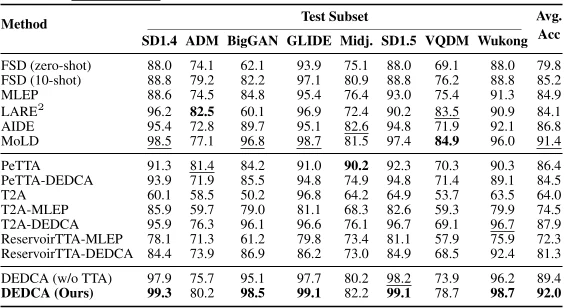 Method Test Subset Avg. Acc
SD1.4 ADM BigGAN GLIDE Midj. SD1.5 VQDM Wukong
FSD (zero-shot) 88.0 74.1 62.1 93.9 75.1 88.0 69.1 88.0 79.8
FSD (10-shot) 88.8 79.2 82.2 97.1 80.9 88.8 76.2 88.8 85.2
MLEP 88.6 74.5 84.8 95.4 76.4 93.0 75.4 91.3 84.9
LARE² 96.2 82.5 60.1 96.9 72.4 90.2 83.5 90.9 84.1
AIDE 95.4 72.8 89.7 95.1 82.6 94.8 71.9 92.1 86.8
MoLD 98.5 77.1 96.8 98.7 81.5 97.4 84.9 96.0 91.4
PeTTA 91.3 81.4 84.2 91.0 90.2 92.3 70.3 90.3 86.4
PeTTA-DEDCA 93.9 71.9 85.5 94.8 74.9 94.8 71.4 89.1 84.5
T2A 60.1 58.5 50.2 96.8 64.2 64.9 53.7 63.5 64.0
T2A-MLEP 85.9 59.7 79.0 81.1 68.3 82.6 59.3 79.9 74.5
T2A-DEDCA 95.9 76.3 96.1 96.6 76.1 96.7 69.1 96.7 87.9
ReservoirTTA-MLEP 78.1 71.3 61.2 79.8 73.4 81.1 57.9 75.9 72.3
ReservoirTTA-DEDCA 84.4 73.9 86.9 86.2 73.0 84.9 68.5 92.4 81.3
DEDCA (w/o TTA) 97.9 75.7 95.1 97.7 80.2 98.2 73.9 96.2 89.4
DEDCA (Ours) 99.3 80.2 98.5 99.1 82.2 99.1 78.7 98.7 92.0